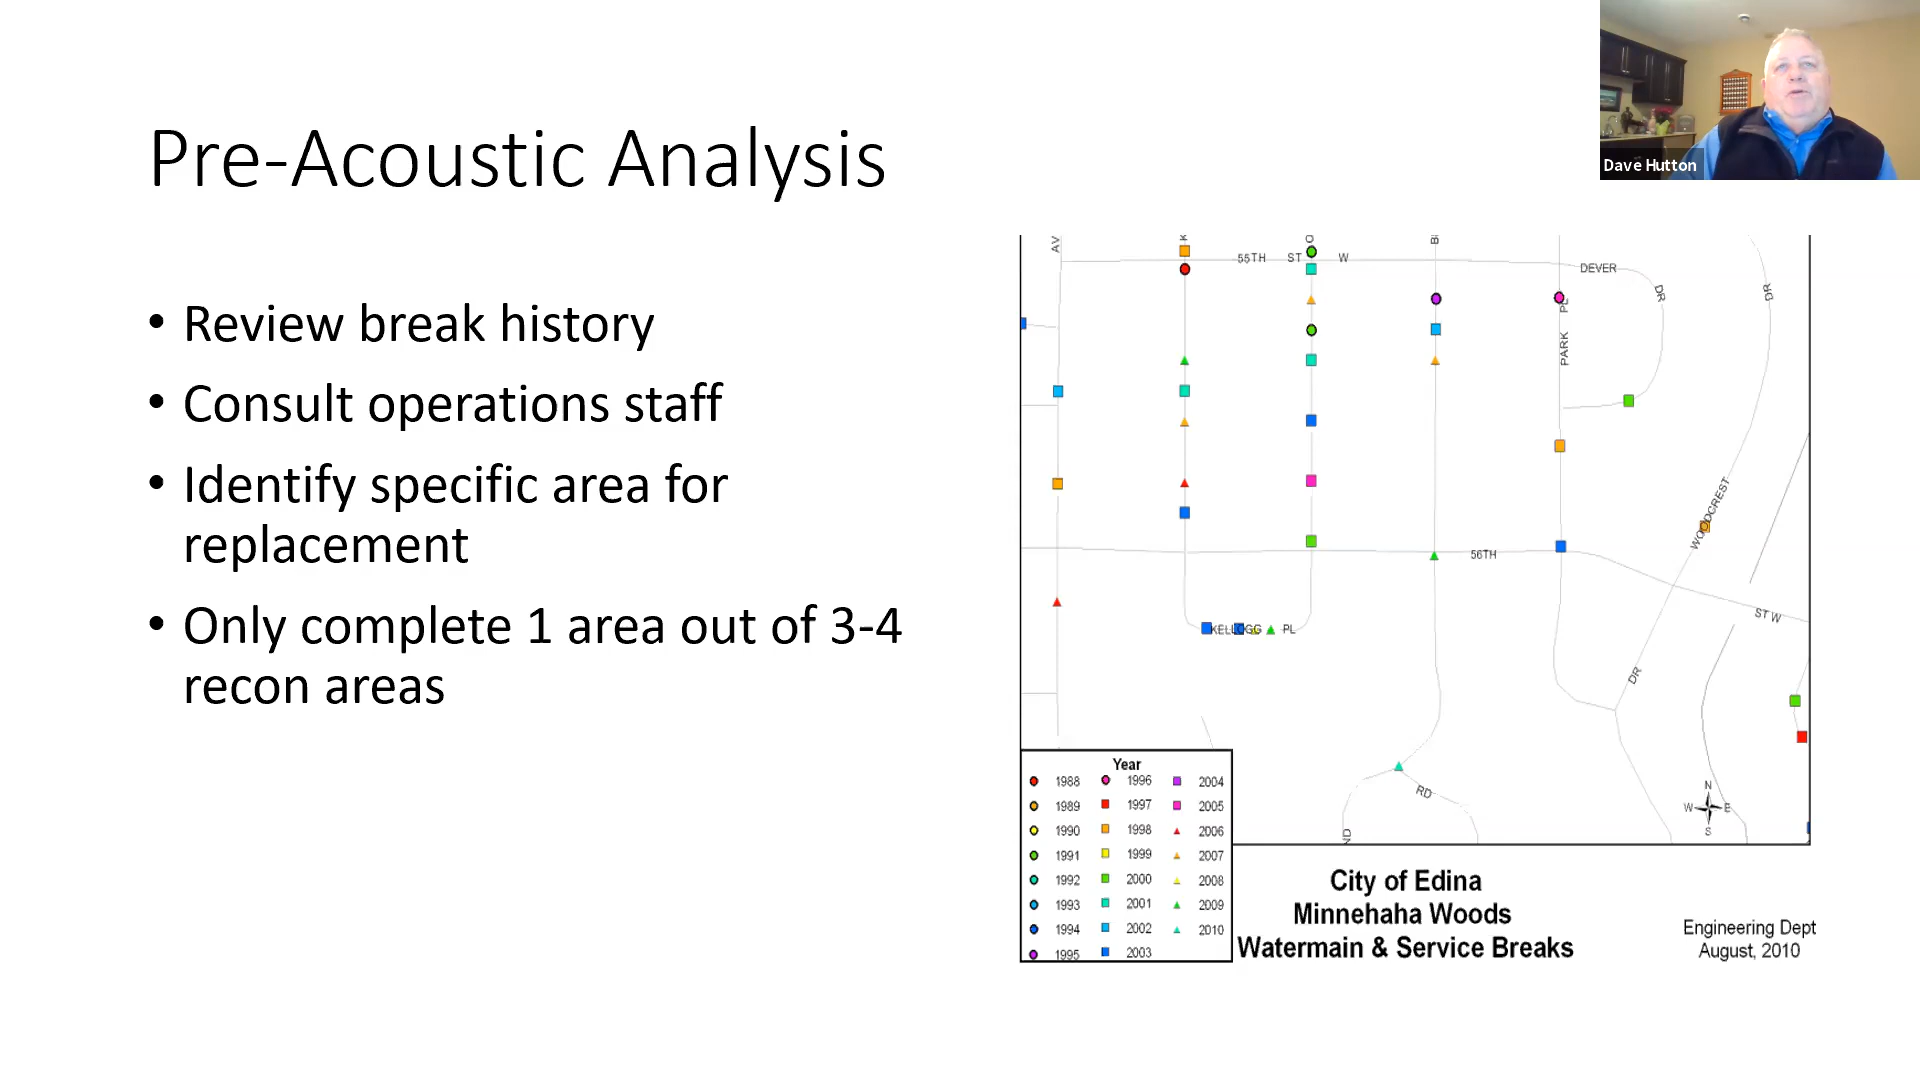 Pre-Acoustic Analysis
Dave Hutton
• Review break history
• Consult operations staff
• Identify specific area for
replacement
• Only complete 1 area out of 3-4
recon areas
AV
K
O
B
55TH ST W
DEVER
DR
DR
PARK PL
WOODCREST
56TH
ST W
KELLOGG PL
DR
RD
ND
N
W E
S
Year
1988 1996 2004
1989 1997 2005
1990 1998 2006
1991 1999 2007
1992 2000 2008
1993 2001 2009
1994 2002 2010
1995 2003
City of Edina
Minnehaha Woods
Watermain & Service Breaks
Engineering Dept
August, 2010